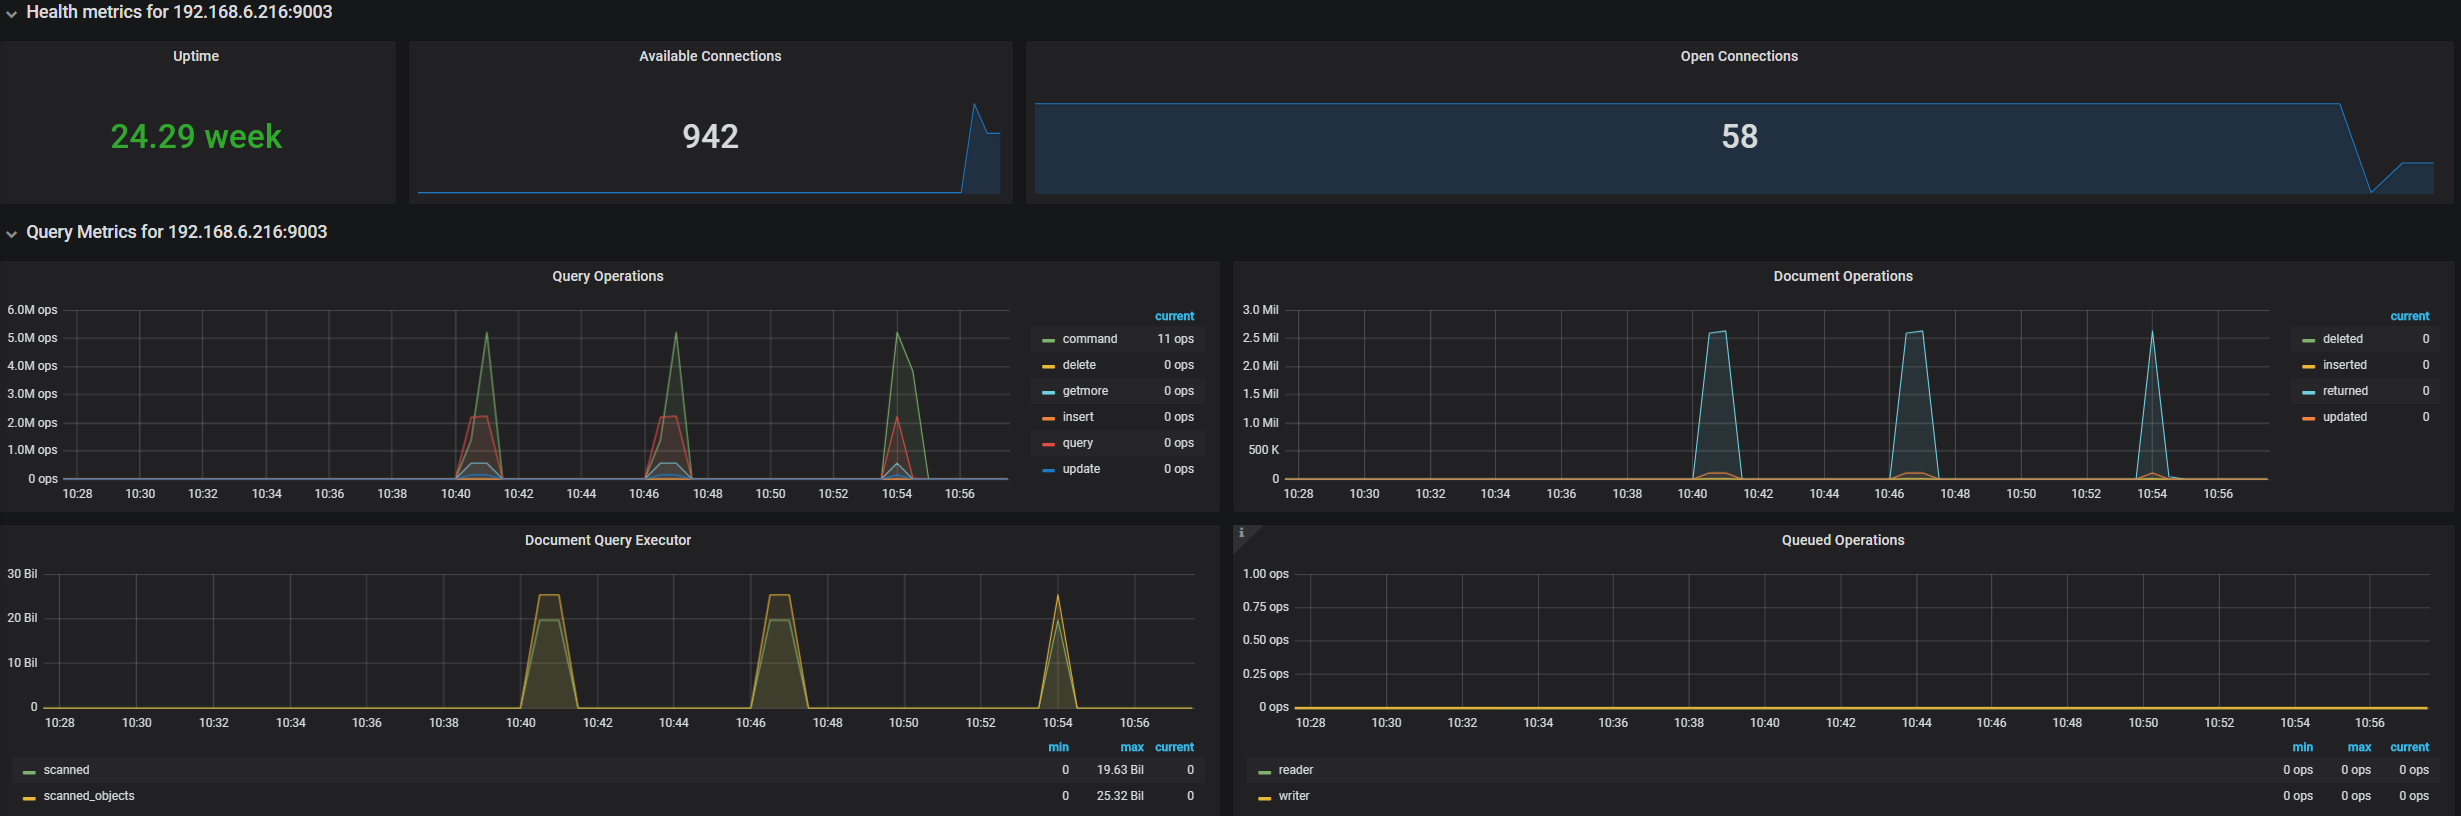 Health metrics for 192.168.6.216:9003
Uptime
Available Connections
Open Connections
24.29 week
942
58
Query Metrics for 192.168.6.216:9003
Query Operations
6.0M ops
5.0M ops
4.0M ops
3.0M ops
2.0M ops
1.0M ops
0 ops
10:28 10:30 10:32 10:34 10:36 10:38 10:40 10:42 10:44 10:46 10:48 10:50 10:52 10:54 10:56
current
command 11 ops
delete 0 ops
getmore 0 ops
insert 0 ops
query 0 ops
update 0 ops
Document Operations
3.0 Mil
2.5 Mil
2.0 Mil
1.5 Mil
1.0 Mil
500 K
0
10:28 10:30 10:32 10:34 10:36 10:38 10:40 10:42 10:44 10:46 10:48 10:50 10:52 10:54 10:56
current
deleted 0
inserted 0
returned 0
updated 0
Document Query Executor
30 Bil
20 Bil
10 Bil
0
10:28 10:30 10:32 10:34 10:36 10:38 10:40 10:42 10:44 10:46 10:48 10:50 10:52 10:54 10:56
min max current
scanned 0 19.63 Bil 0
scanned_objects 0 25.32 Bil 0
i
Queued Operations
1.00 ops
0.75 ops
0.50 ops
0.25 ops
0 ops
10:28 10:30 10:32 10:34 10:36 10:38 10:40 10:42 10:44 10:46 10:48 10:50 10:52 10:54 10:56
min max current
reader 0 ops 0 ops 0 ops
writer 0 ops 0 ops 0 ops